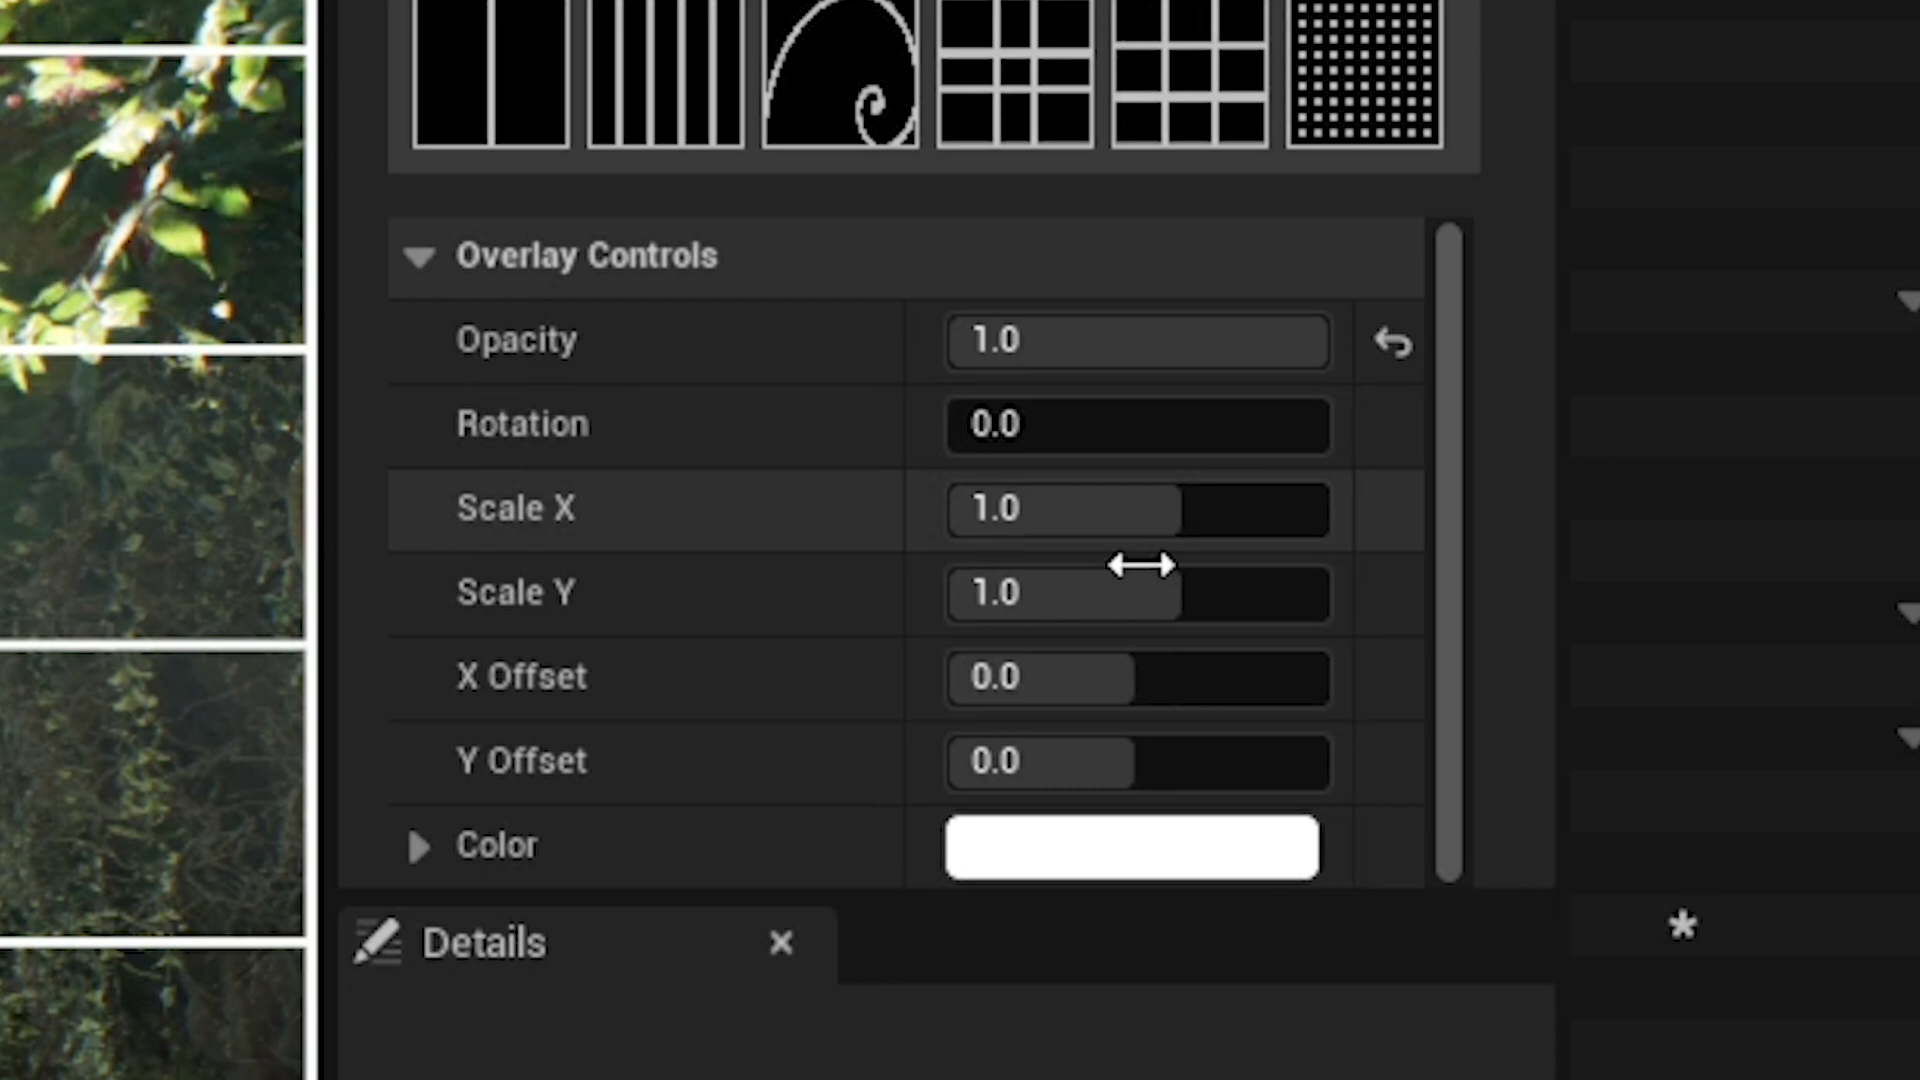 Overlay Controls
Opacity 1.0
Rotation 0.0
Scale X 1.0
Scale Y 1.0
X Offset 0.0
Y Offset 0.0
Color
Details
*